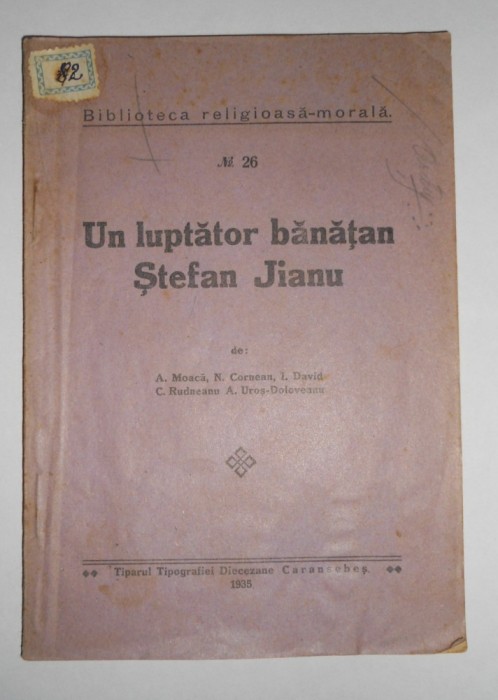 82
Biblioteca religioasă-morală.
№ 26
Un luptător bănățan
Ștefan Jianu
de:
A. Moacă, N. Cornean, I. David
C. Rudneanu A. Uroș-Doloveanu
Tiparul Tipografiei Diecezane Caransebeș.
1935